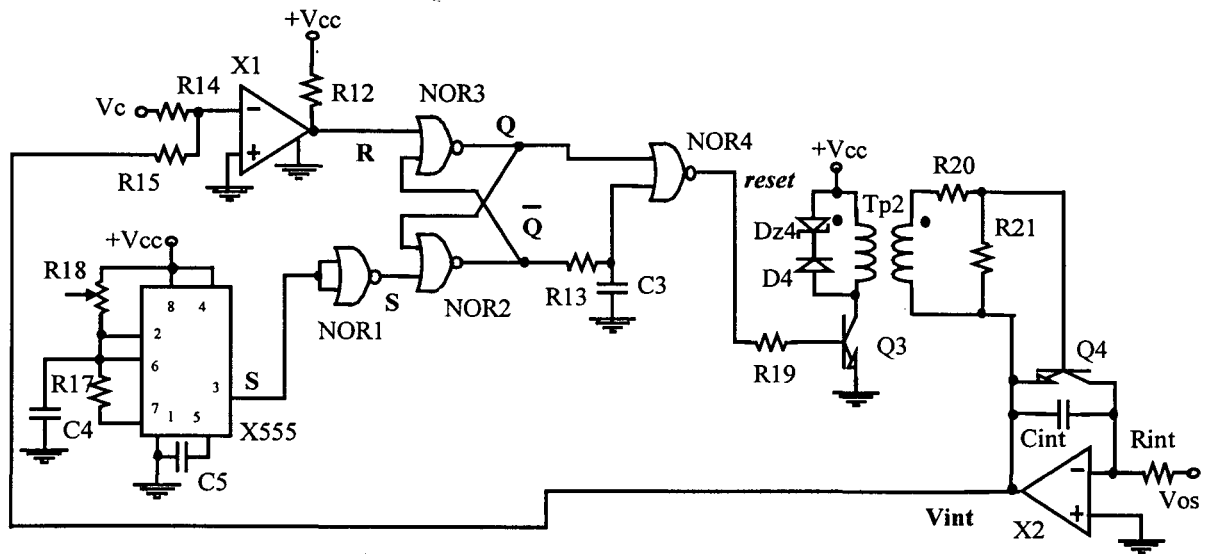 +Vcc
X1
R14
R12
NOR3
Vc
Q
NOR4
R
R15
reset
+Vcc
R20
Tp2
Q̅
Dz4
R21
+Vcc
D4
R18
8 4
R13
C3
NOR1
S
NOR2
2
Q3
Q4
6
R17
3
S
R19
7 1 5
C4
X555
Cint
Rint
C5
Vos
Vint
X2